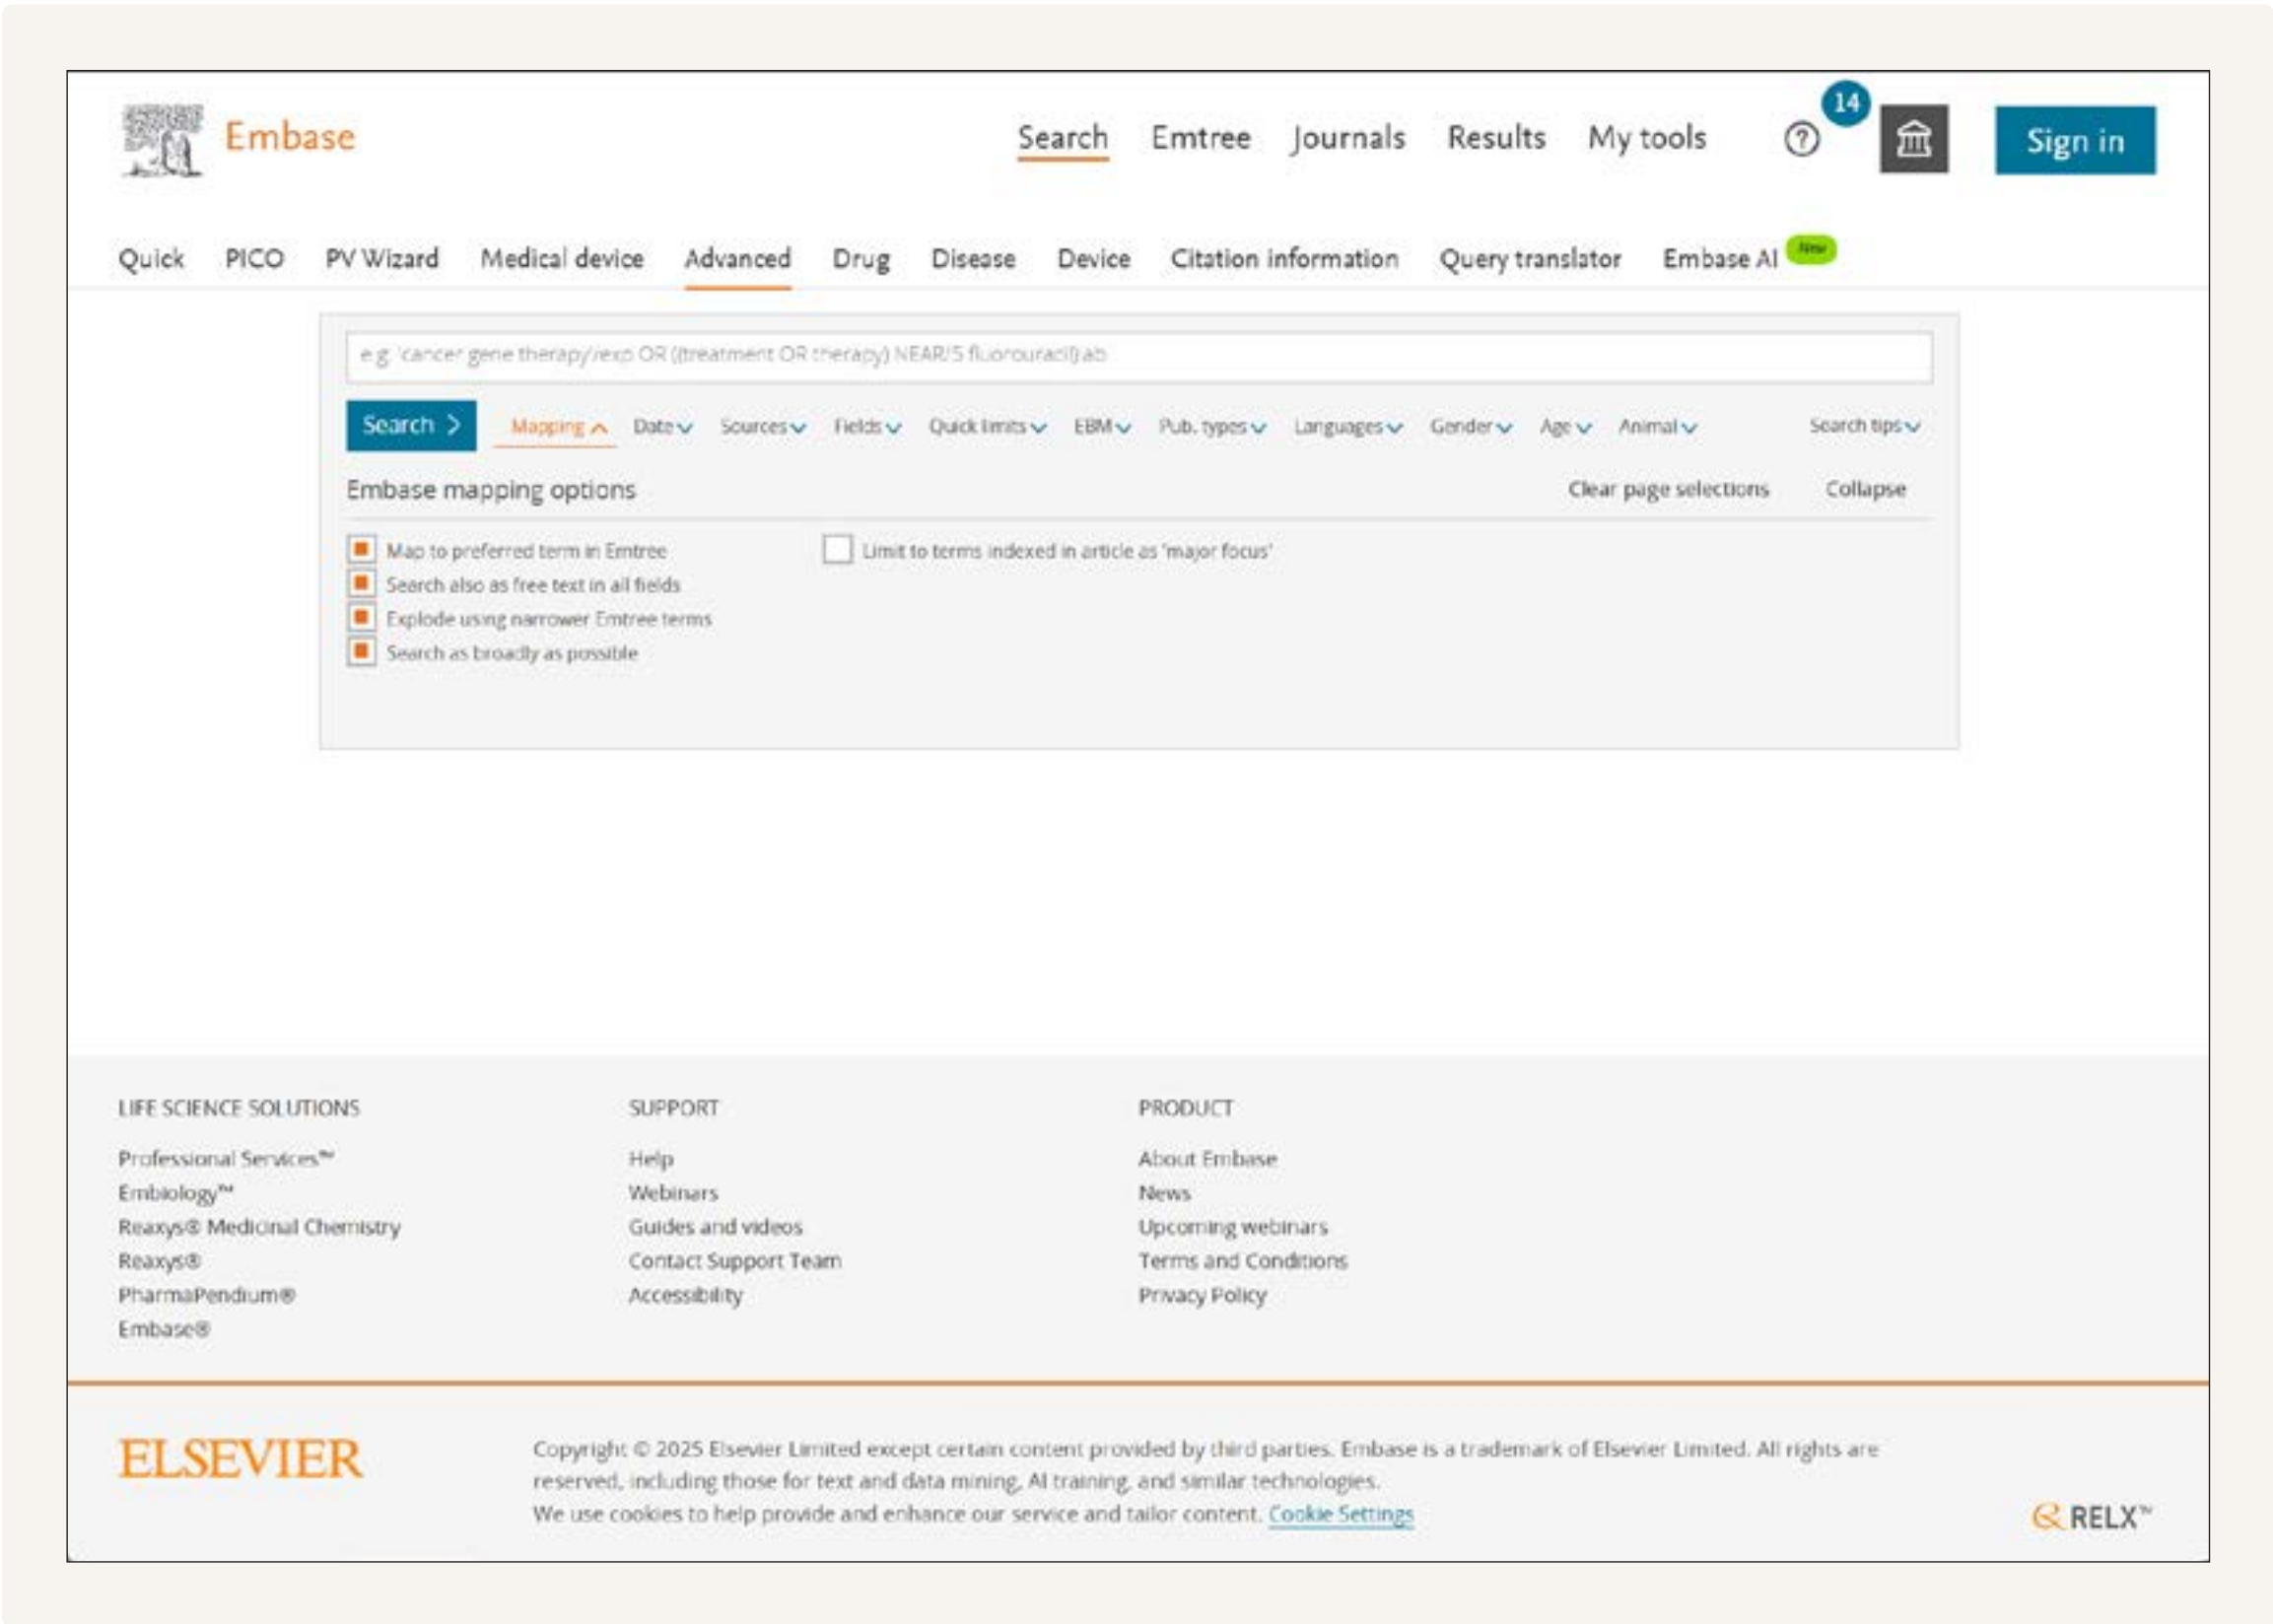 Embase
Search Emtree Journals Results My tools 14 Sign in
Quick PICO PV Wizard Medical device Advanced Drug Disease Device Citation information Query translator Embase AI New
e.g. 'cancer gene therapy'/exp OR ((treatment OR therapy) NEAR/5 fluorouracil):ab
Search > Mapping Date Sources Fields Quick limits EBM Pub. types Languages Gender Age Animal Search tips
Embase mapping options Clear page selections Collapse
Map to preferred term in Emtree Limit to terms indexed in article as 'major focus'
Search also as free text in all fields
Explode using narrower Emtree terms
Search as broadly as possible
LIFE SCIENCE SOLUTIONS
Professional Services™
Embiology™
Reaxys® Medicinal Chemistry
Reaxys®
PharmaPendium®
Embase®
SUPPORT
Help
Webinars
Guides and videos
Contact Support Team
Accessibility
PRODUCT
About Embase
News
Upcoming webinars
Terms and Conditions
Privacy Policy
ELSEVIER
Copyright © 2025 Elsevier Limited except certain content provided by third parties. Embase is a trademark of Elsevier Limited. All rights are
reserved, including those for text and data mining, AI training, and similar technologies.
We use cookies to help provide and enhance our service and tailor content. Cookie Settings
RELX™